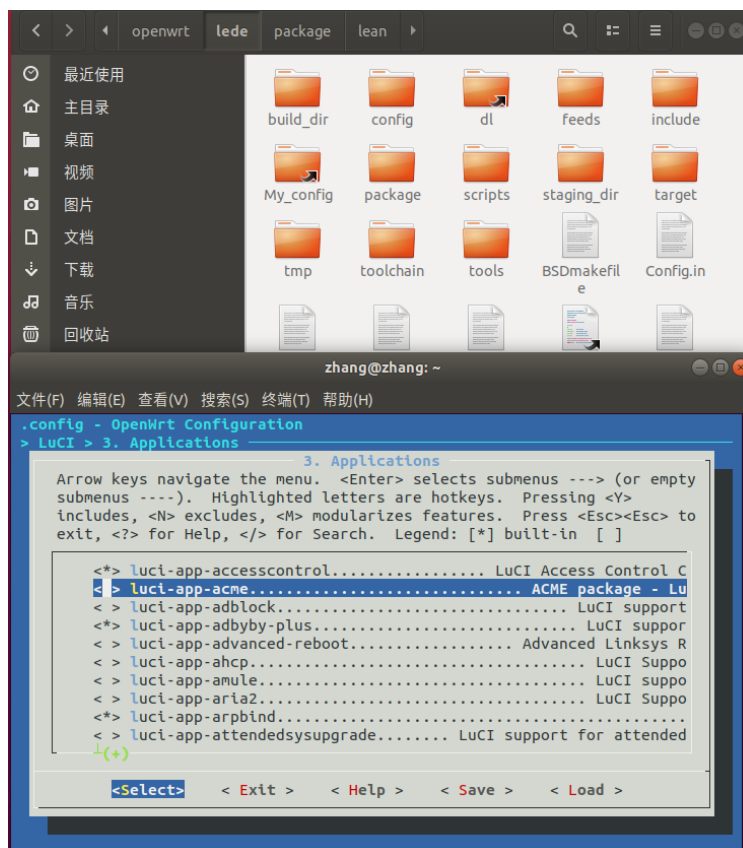 openwrt lede package lean
最近使用
主目录
桌面
视频
图片
文档
下载
音乐
回收站
build_dir config dl feeds include
My_config package scripts staging_dir target
tmp toolchain tools BSDmakefil
e
Config.in
zhang@zhang: ~
文件(F) 编辑(E) 查看(V) 搜索(S) 终端(T) 帮助(H)
.config - OpenWrt Configuration
> LuCI > 3. Applications
3. Applications
Arrow keys navigate the menu. <Enter> selects submenus ---> (or empty
submenus ----). Highlighted letters are hotkeys. Pressing <Y>
includes, <N> excludes, <M> modularizes features. Press <Esc><Esc> to
exit, <?> for Help, </> for Search. Legend: [*] built-in [ ]
<*> luci-app-accesscontrol................. LuCI Access Control C
< > luci-app-acme............................... ACME package - Lu
< > luci-app-adblock.................................. LuCI support
<*> luci-app-adbyby-plus................................ LuCI suppor
< > luci-app-advanced-reboot.................... Advanced Linksys R
< > luci-app-ahcp........................................ LuCI Suppo
< > luci-app-amule....................................... LuCI Suppo
< > luci-app-aria2....................................... LuCI Suppo
<*> luci-app-arpbind..................................................
< > luci-app-attendedsysupgrade........ LuCI support for attended
┴(+)
<Select> < Exit > < Help > < Save > < Load >